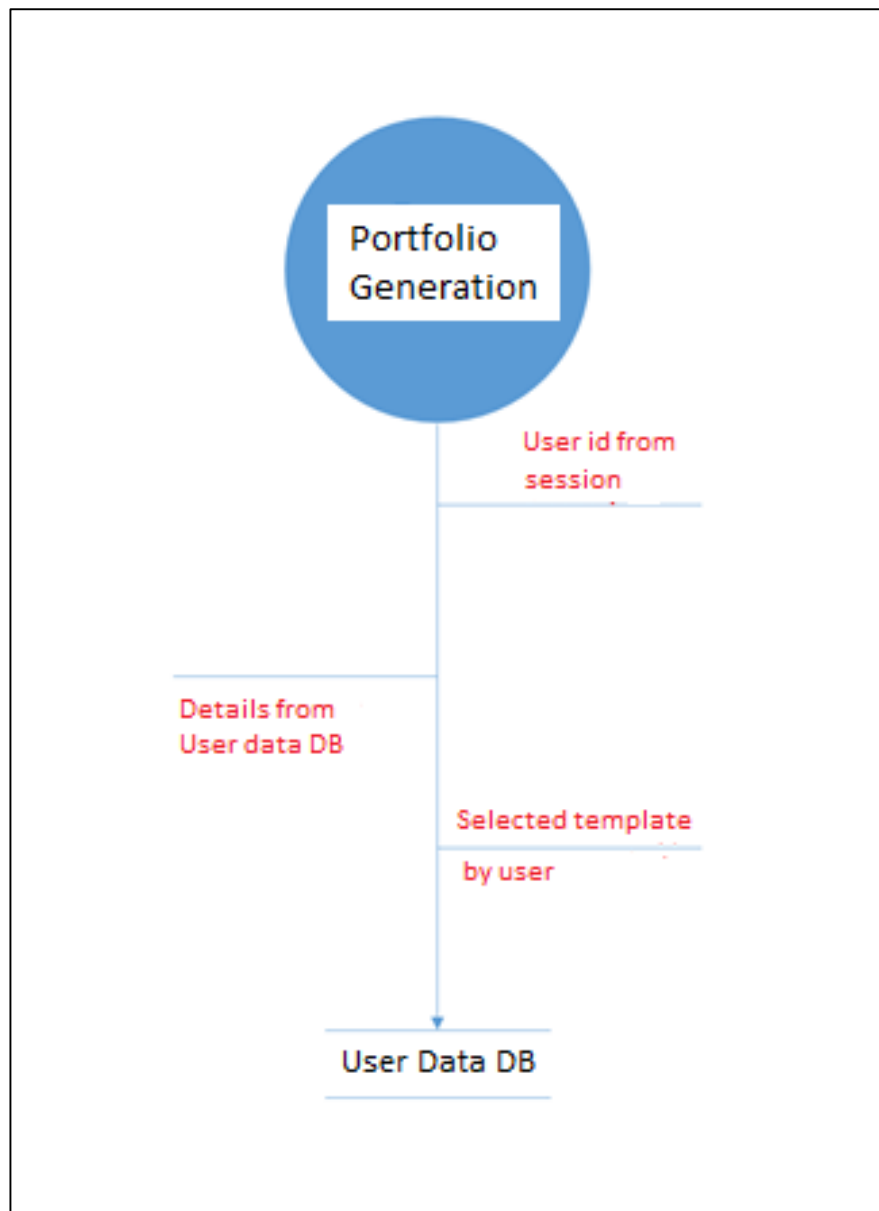 Portfolio
Generation
User id from
session
Details from
User data DB
Selected template
by user
User Data DB